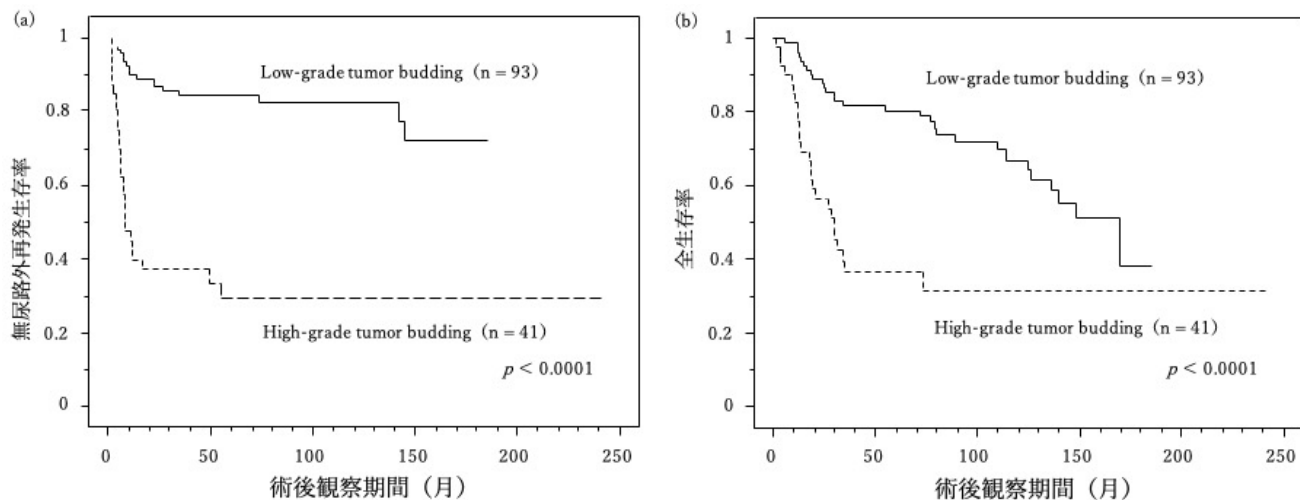 (a)
無尿路外再発生存率
1
0.8
0.6
0.4
0.2
0
Low-grade tumor budding (n = 93)
High-grade tumor budding (n = 41)
p < 0.0001
0 50 100 150 200 250
術後観察期間（月）
(b)
全生存率
1
0.8
0.6
0.4
0.2
0
Low-grade tumor budding (n = 93)
High-grade tumor budding (n = 41)
p < 0.0001
0 50 100 150 200 250
術後観察期間（月）